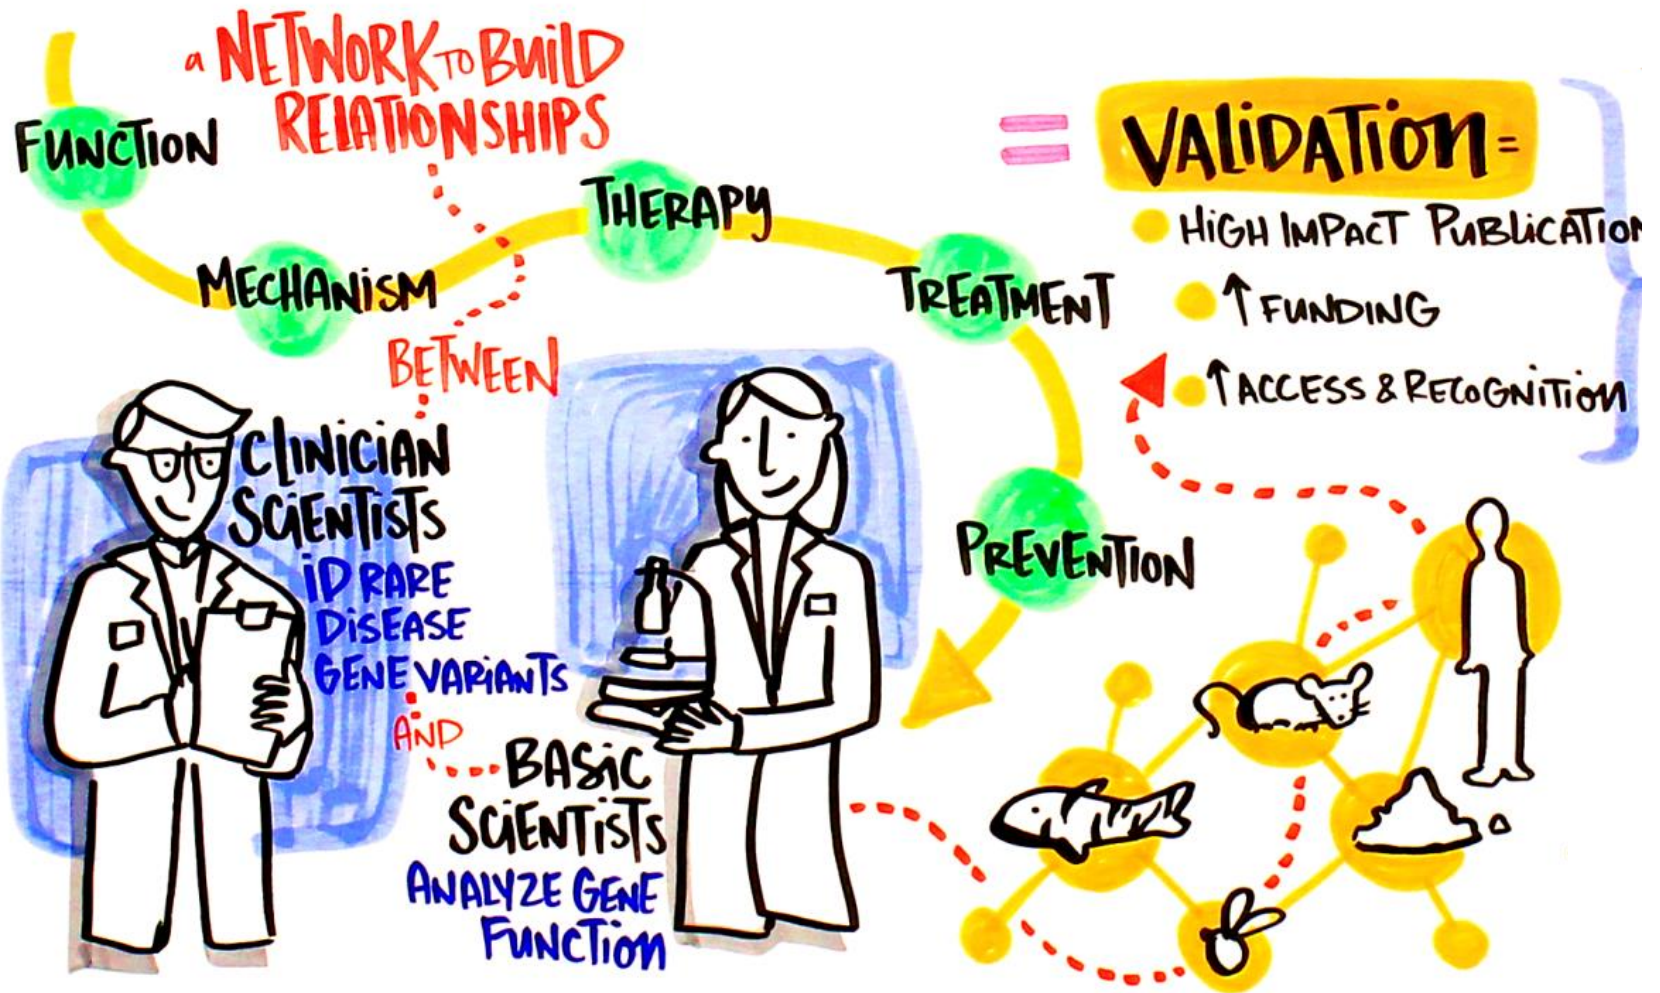 a NETWORK TO BUILD
RELATIONSHIPS
FUNCTION
MECHANISM
THERAPY
TREATMENT
PREVENTION
BETWEEN
CLINICIAN
SCIENTISTS
ID RARE
DISEASE
GENE VARIANTS
AND
BASIC
SCIENTISTS
ANALYZE GENE
FUNCTION
= VALIDATION =
HIGH IMPACT PUBLICATION
↑ FUNDING
↑ ACCESS & RECOGNITION